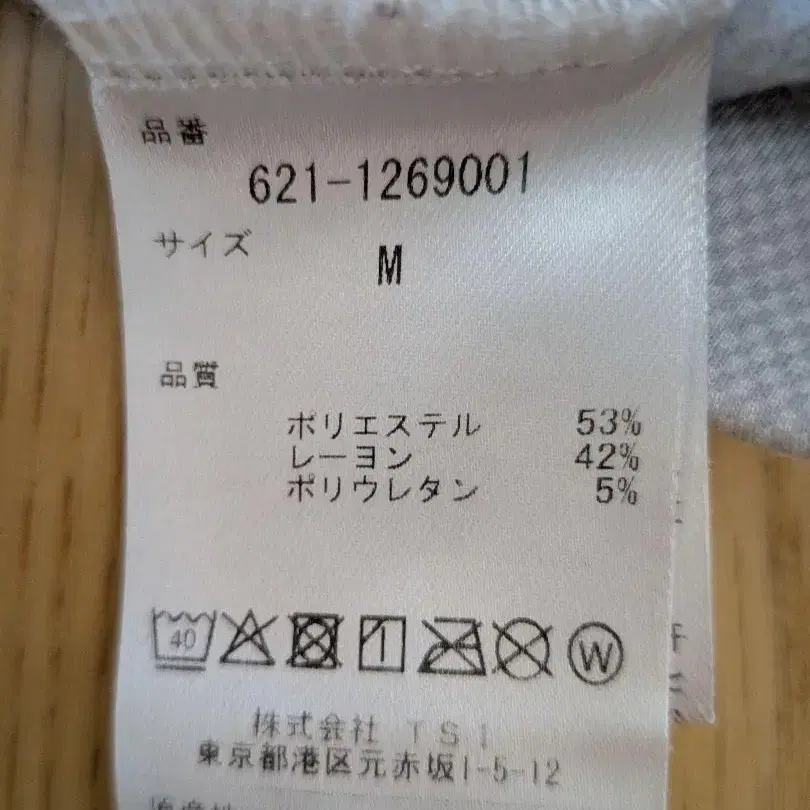 品番
621-1269001
サイズ
M
品質
ポリエステル 53%
レーヨン 42%
ポリウレタン 5%
40 W
株式会社 TSI
東京都港区元赤坂1-5-12